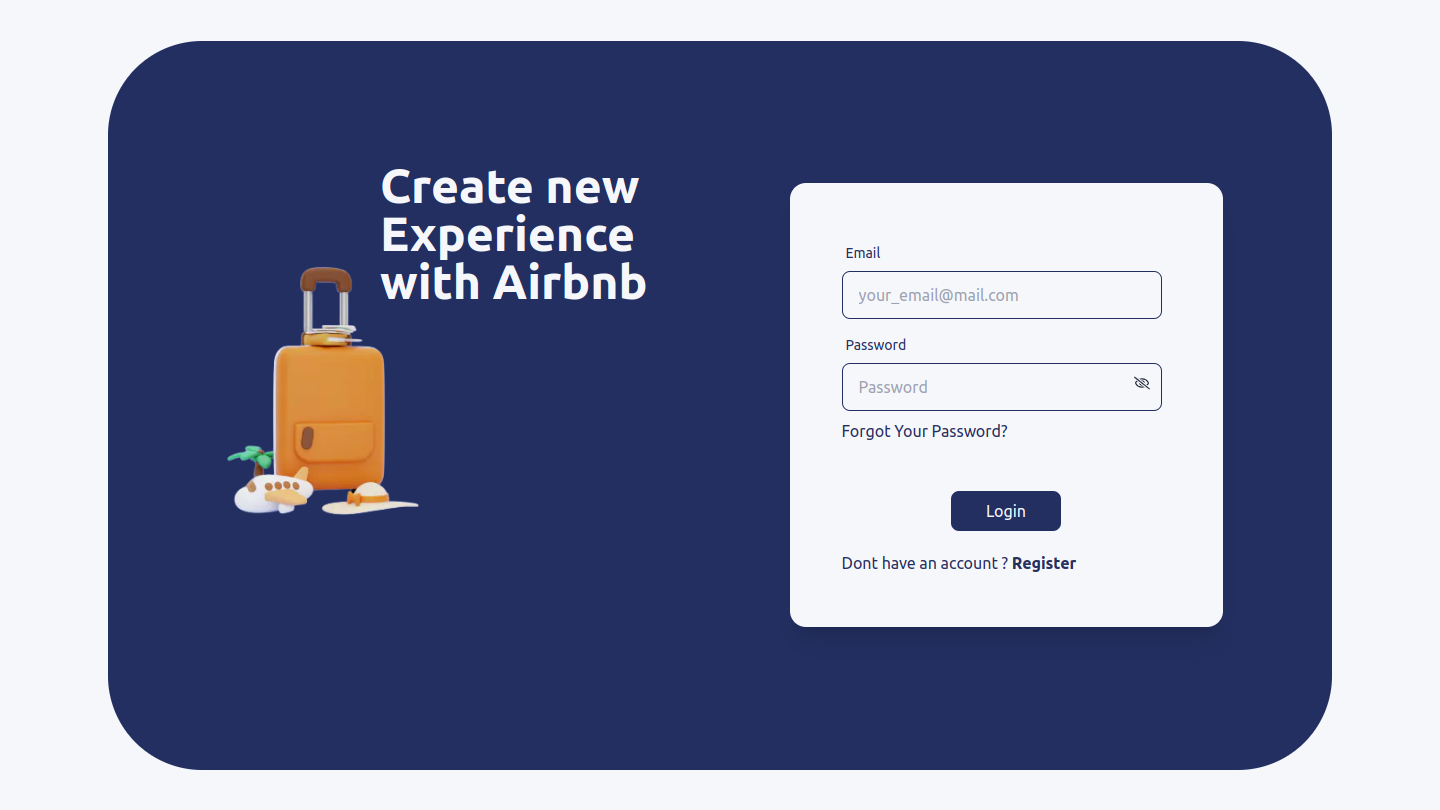 Create new
Experience
with Airbnb
Email
your_email@mail.com
Password
Password
Forgot Your Password?
Login
Dont have an account ? Register